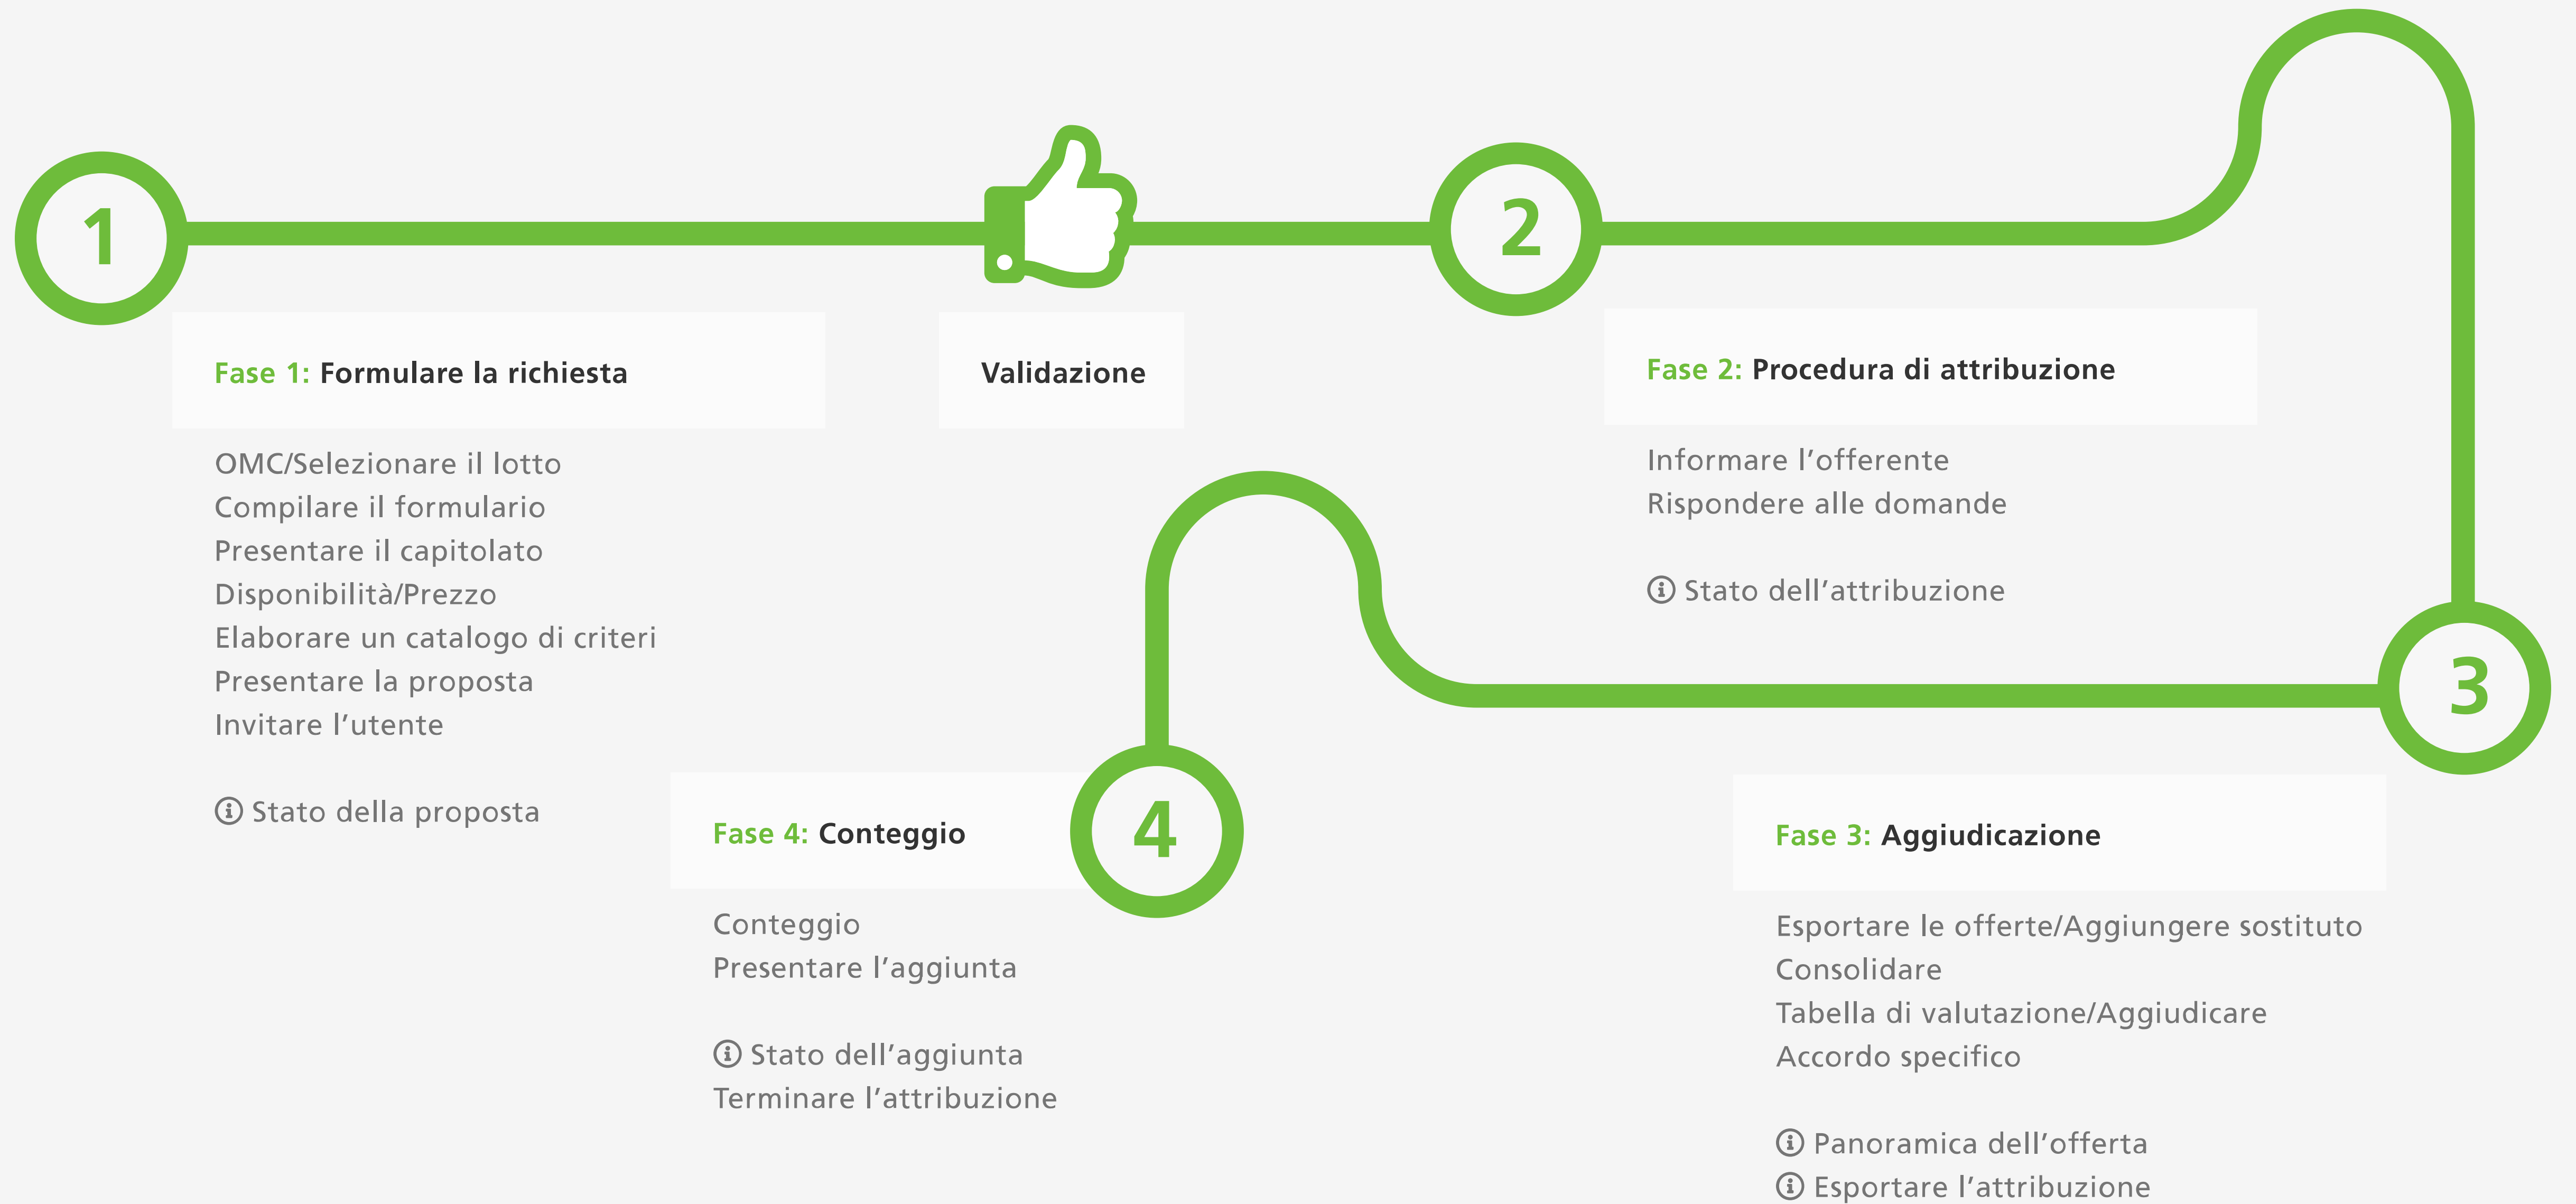 1
Fase 1: Formulare la richiesta
OMC/Selezionare il lotto
Compilare il formulario
Presentare il capitolato
Disponibilità/Prezzo
Elaborare un catalogo di criteri
Presentare la proposta
Invitare l’utente
Stato della proposta
Validazione
2
Fase 2: Procedura di attribuzione
Informare l’offerente
Rispondere alle domande
Stato dell’attribuzione
3
Fase 3: Aggiudicazione
Esportare le offerte/Aggiungere sostituto
Consolidare
Tabella di valutazione/Aggiudicare
Accordo specifico
Panoramica dell’offerta
Esportare l’attribuzione
4
Fase 4: Conteggio
Conteggio
Presentare l’aggiunta
Stato dell’aggiunta
Terminare l’attribuzione